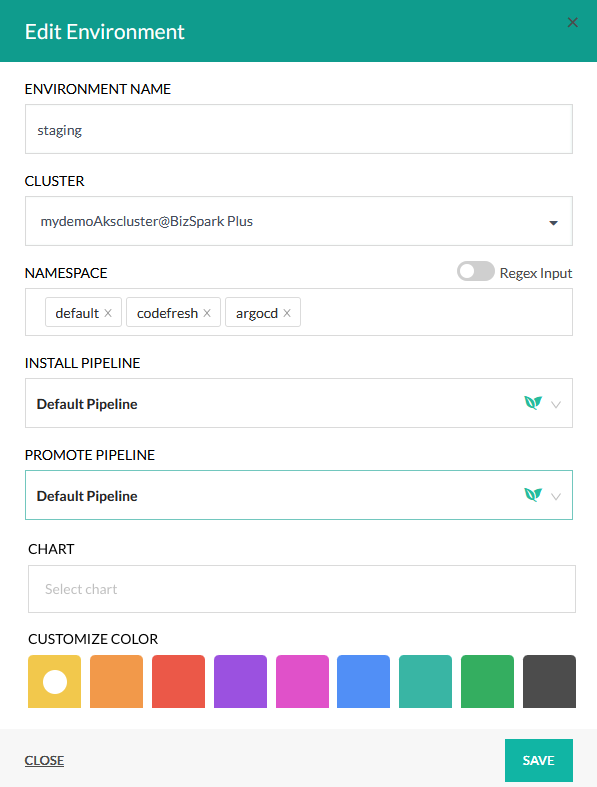 Edit Environment
ENVIRONMENT NAME
staging
CLUSTER
mydemoAkscluster@BizSpark Plus
NAMESPACE
Regex Input
default
codefresh
argocd
INSTALL PIPELINE
Default Pipeline
PROMOTE PIPELINE
Default Pipeline
CHART
Select chart
CUSTOMIZE COLOR
CLOSE
SAVE